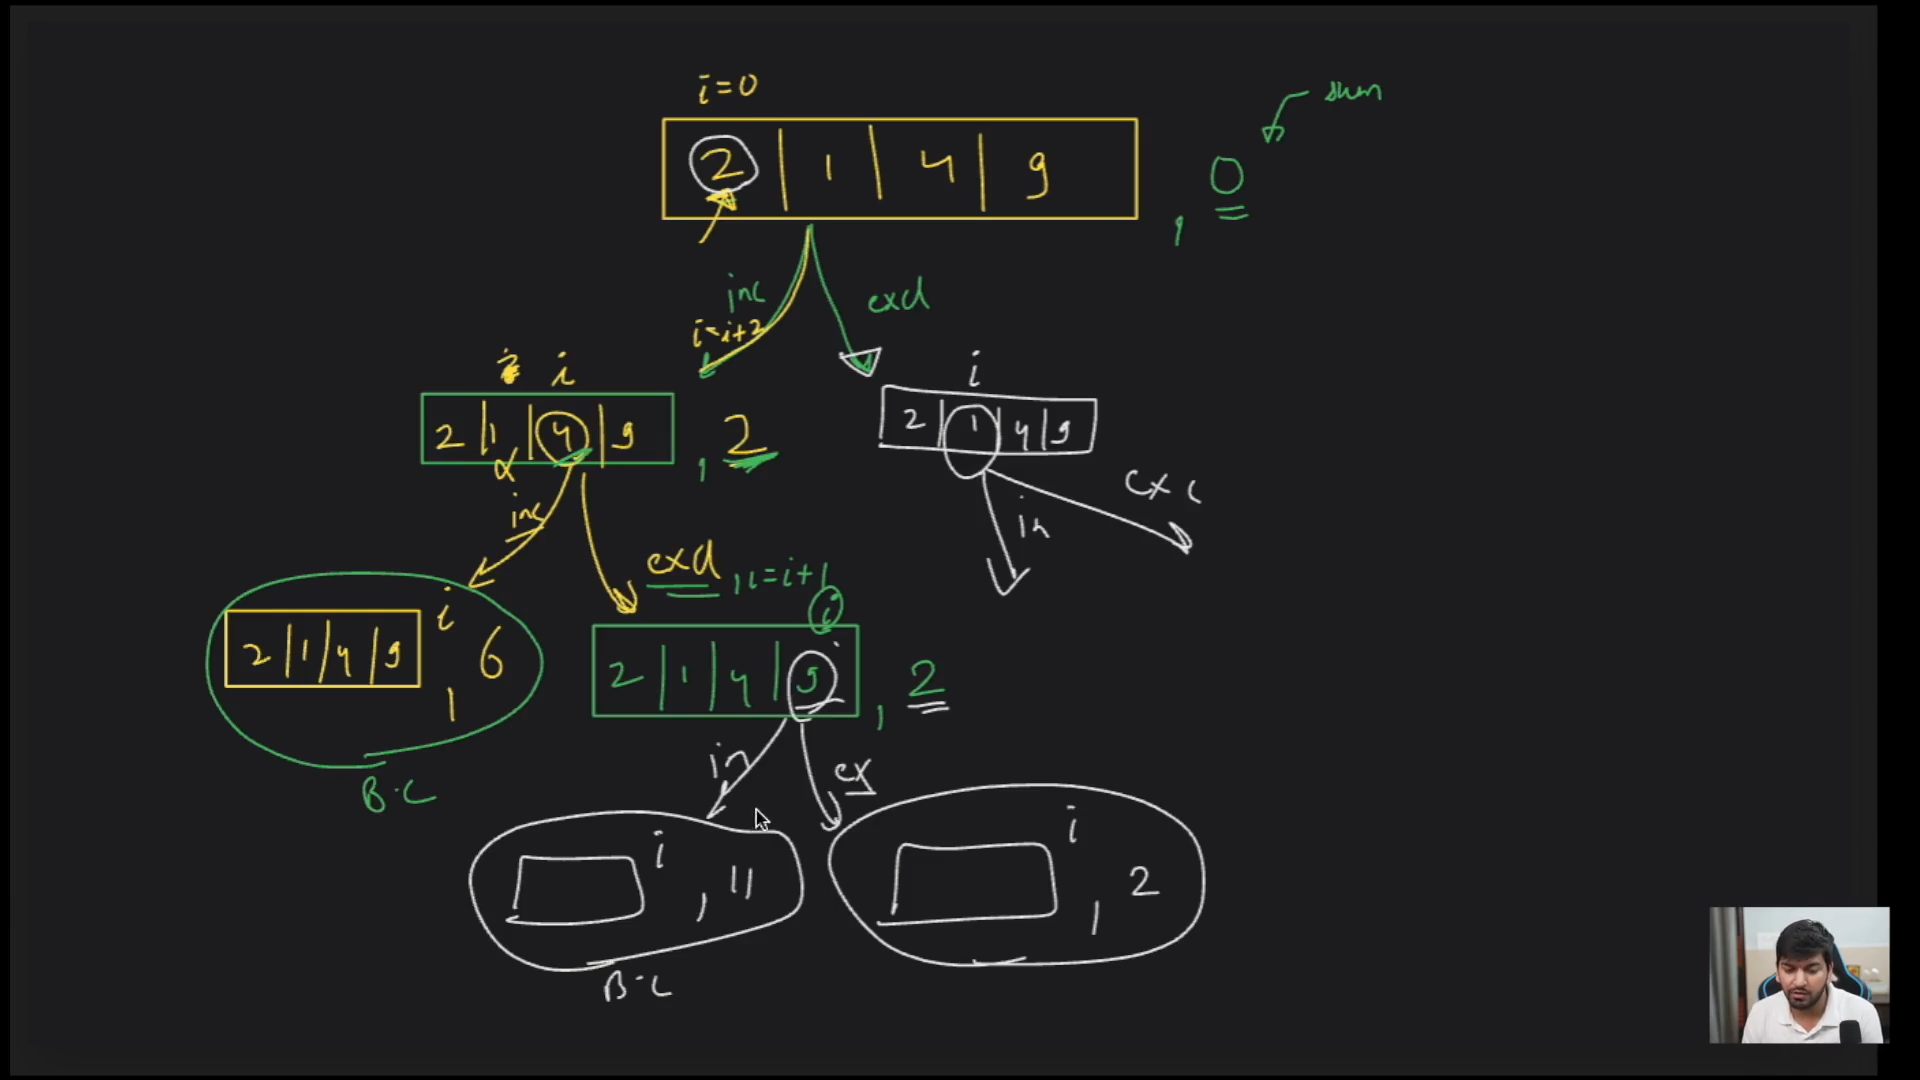 i=0
sum
2 | 1 | 4 | 9 , 0
inc
excl
i=i+2
i
i
2 | 1 | 4 | 9 , 2
2 | 1 | 4 | 9
inc
in
exc
excl , i=i+1
i
i
2 | 1 | 4 | 9 , 6
2 | 1 | 4 | 9 , 2
B.C
in
ex
i
i
, 11
, 2
B.C